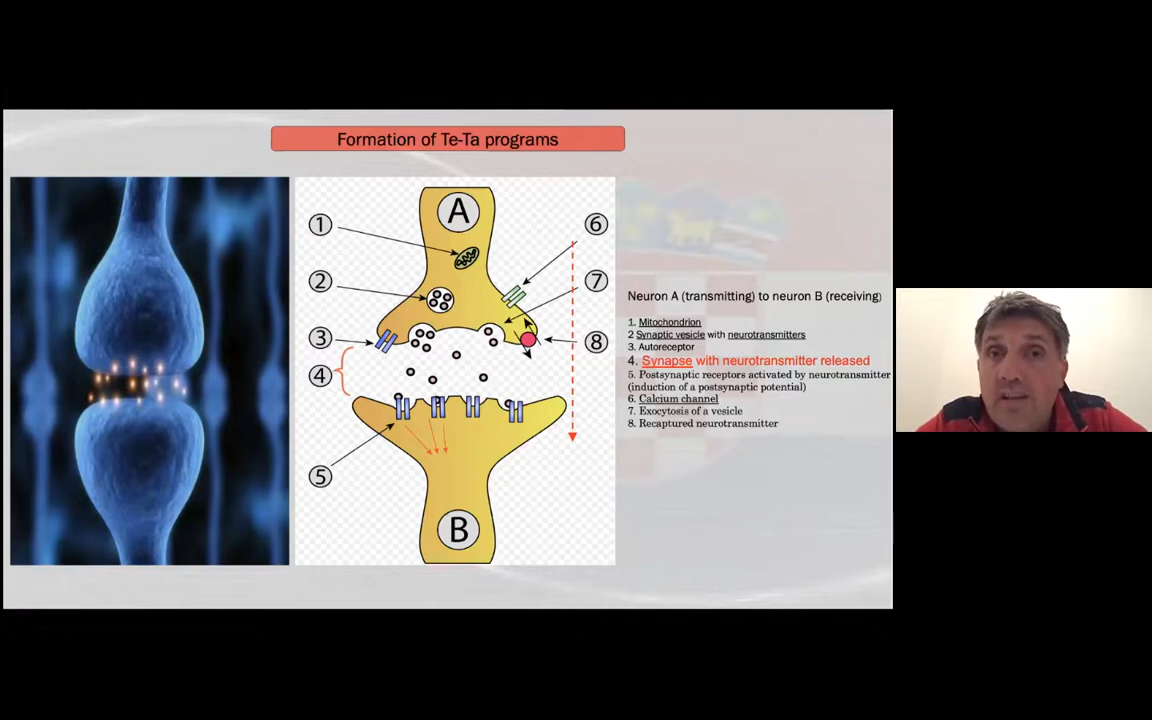 Formation of Te-Ta programs
A
1
6
2
7
3
8
4
5
B
Neuron A (transmitting) to neuron B (receiving)
1. Mitochondrion
2 Synaptic vesicle with neurotransmitters
3. Autoreceptor
4. Synapse with neurotransmitter released
5. Postsynaptic receptors activated by neurotransmitter
(induction of a postsynaptic potential)
6. Calcium channel
7. Exocytosis of a vesicle
8. Recaptured neurotransmitter